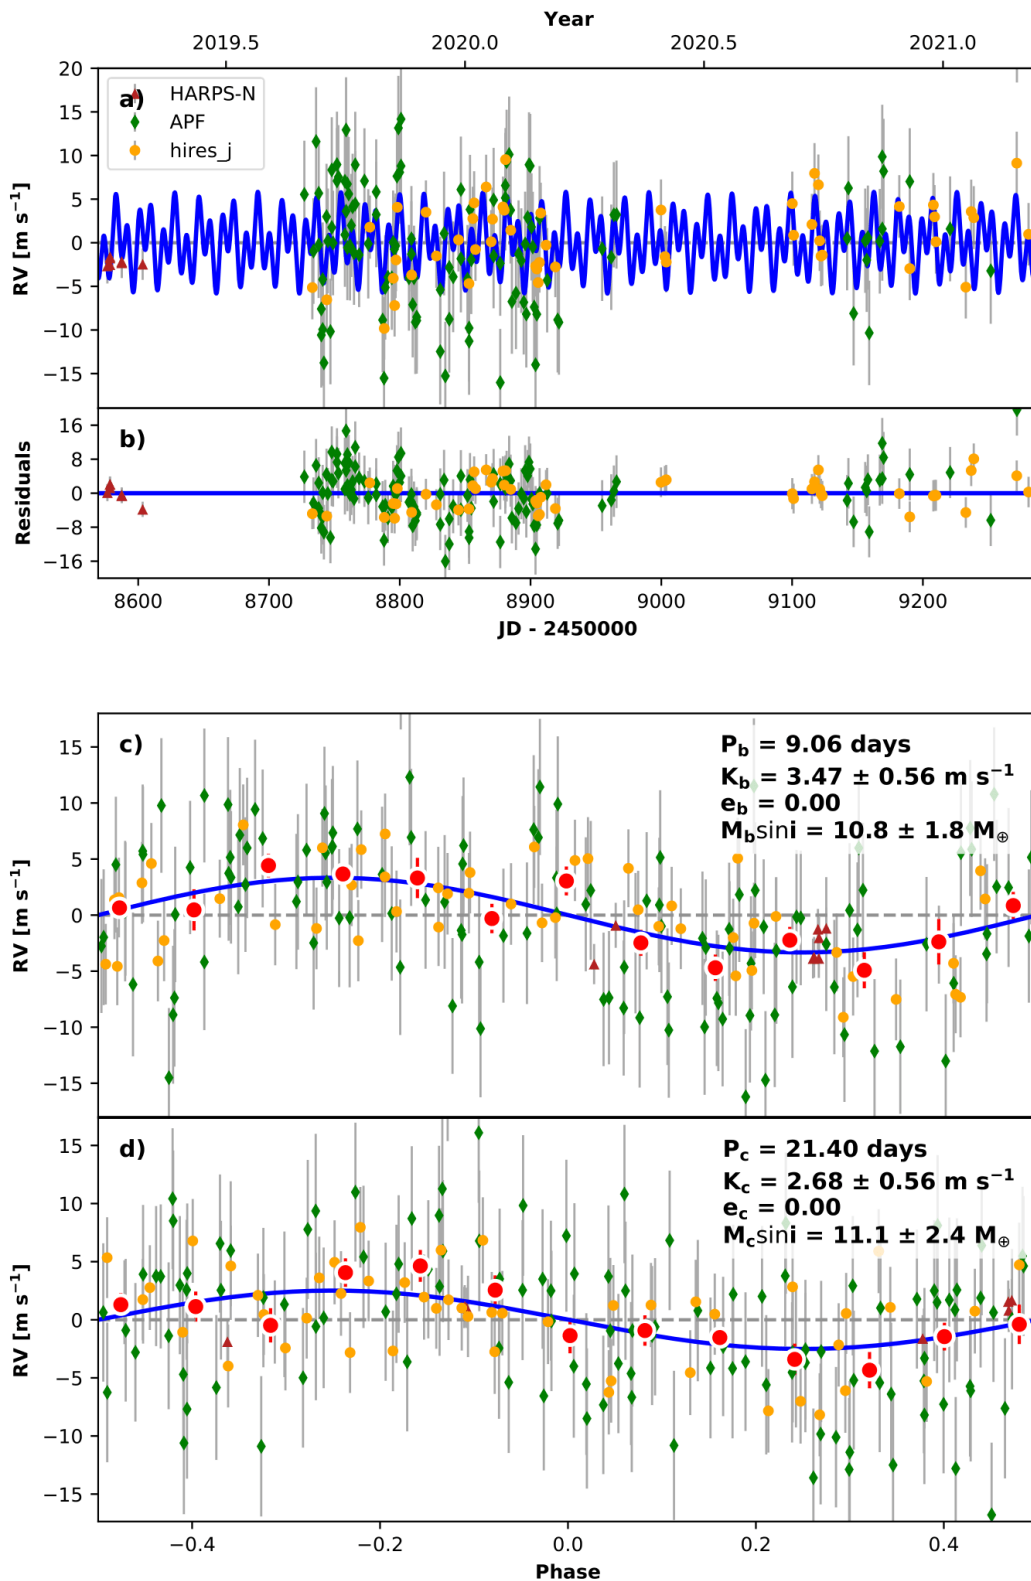 Year
2019.5 2020.0 2020.5 2021.0
a)
HARPS-N
APF
hires_j
20
15
10
5
0
−5
−10
−15
RV [m s⁻¹]
b)
16
8
0
−8
−16
Residuals
8600 8700 8800 8900 9000 9100 9200
JD - 2450000
c)
P_b = 9.06 days
K_b = 3.47 ± 0.56 m s⁻¹
e_b = 0.00
M_b sin i = 10.8 ± 1.8 M⊕
15
10
5
0
−5
−10
−15
RV [m s⁻¹]
d)
P_c = 21.40 days
K_c = 2.68 ± 0.56 m s⁻¹
e_c = 0.00
M_c sin i = 11.1 ± 2.4 M⊕
15
10
5
0
−5
−10
−15
RV [m s⁻¹]
−0.4 −0.2 0.0 0.2 0.4
Phase